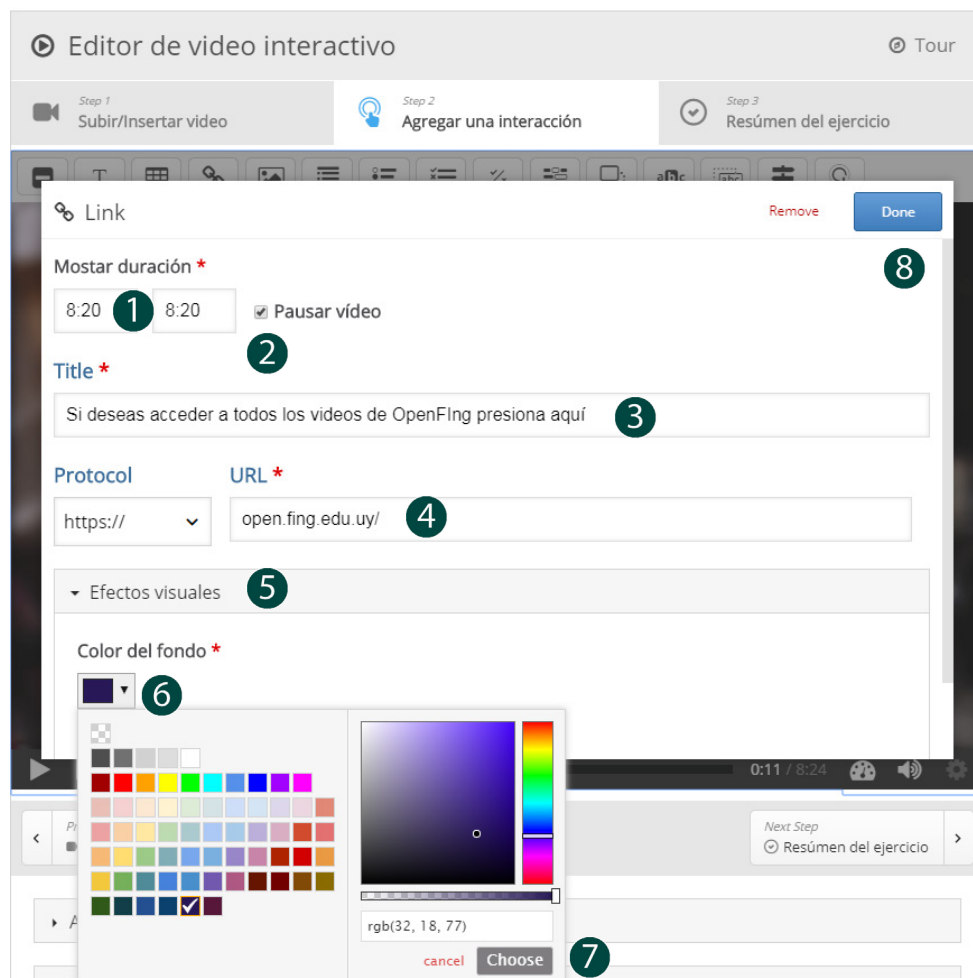 Editor de video interactivo
Tour
Step 1
Subir/Insertar video
Step 2
Agregar una interacción
Step 3
Resúmen del ejercicio
T
abc
abc
Link
Remove
Done
8
Mostar duración *
8:20
1
8:20
Pausar vídeo
2
Title *
Si deseas acceder a todos los videos de OpenFIng presiona aquí
3
Protocol
URL *
https://
open.fing.edu.uy/
4
Efectos visuales
5
Color del fondo *
6
0:11 / 8:24
Next Step
Resúmen del ejercicio
rgb(32, 18, 77)
cancel
Choose
7